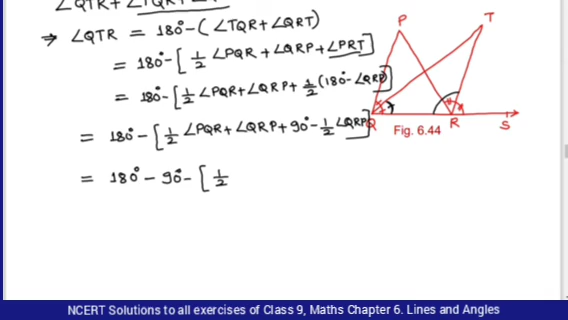 ∠QTR + ∠TQR +
⇒ ∠QTR = 180° - (∠TQR + ∠QRT)
= 180° - [ 1/2 ∠PQR + ∠QRP + ∠PRT ]
= 180° - [ 1/2 ∠PQR + ∠QRP + 1/2 (180° - ∠QRP) ]
= 180° - [ 1/2 ∠PQR + ∠QRP + 90° - 1/2 ∠QRP ]
= 180° - 90° - [ 1/2
P T
Q R S
Fig. 6.44
NCERT Solutions to all exercises of Class 9, Maths Chapter 6. Lines and Angles